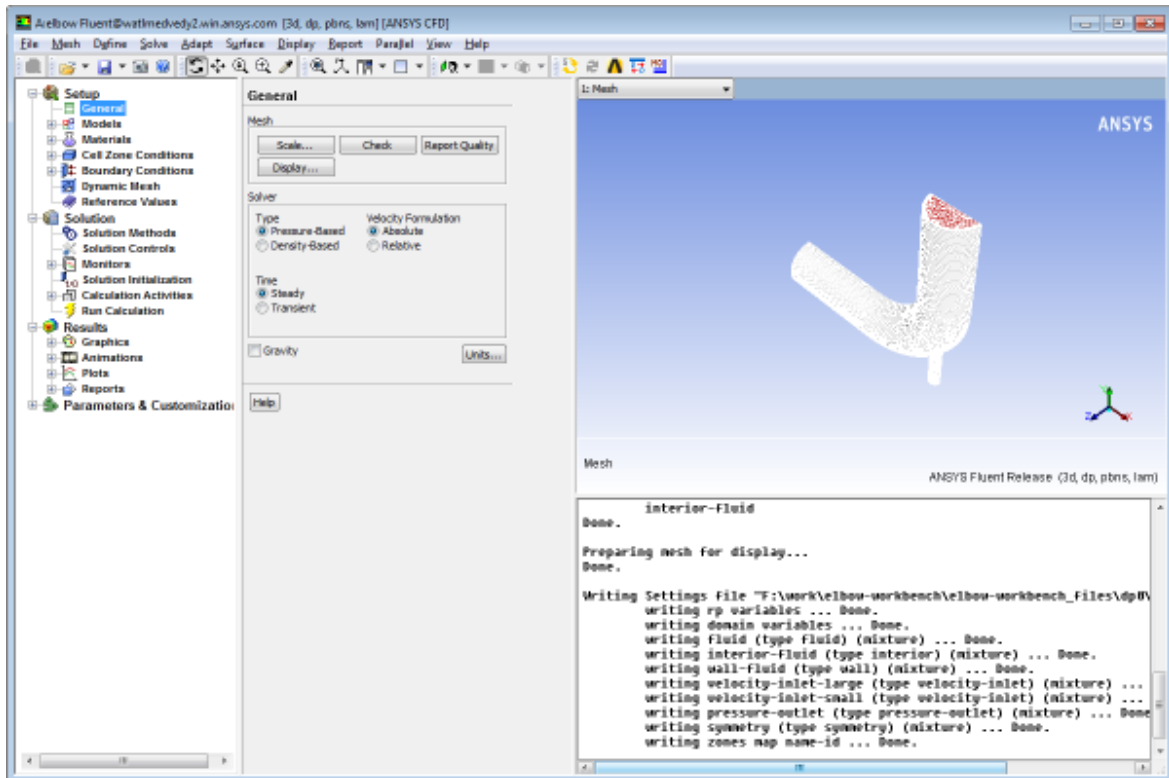 A:elbow Fluent@watlmedvedy2.win.ansys.com [3d, dp, pbns, lam] [ANSYS CFD]
File Mesh Define Solve Adapt Surface Display Report Parallel View Help
Setup
General
Models
Materials
Cell Zone Conditions
Boundary Conditions
Dynamic Mesh
Reference Values
Solution
Solution Methods
Solution Controls
Monitors
Solution Initialization
Calculation Activities
Run Calculation
Results
Graphics
Animations
Plots
Reports
Parameters & Customizatio
General
Mesh
Scale... Check Report Quality
Display...
Solver
Type Velocity Formulation
Pressure-Based Absolute
Density-Based Relative
Time
Steady
Transient
Gravity Units...
Help
1: Mesh
ANSYS
Y
Z X
Mesh
ANSYS Fluent Release (3d, dp, pbns, lam)
interior-fluid
Done.
Preparing mesh for display...
Done.
Writing Settings file "F:\work\elbow-workbench\elbow-workbench_files\dp0\
writing rp variables ... Done.
writing domain variables ... Done.
writing fluid (type fluid) (mixture) ... Done.
writing interior-fluid (type interior) (mixture) ... Done.
writing wall-fluid (type wall) (mixture) ... Done.
writing velocity-inlet-large (type velocity-inlet) (mixture) ...
writing velocity-inlet-small (type velocity-inlet) (mixture) ...
writing pressure-outlet (type pressure-outlet) (mixture) ... Done
writing symmetry (type symmetry) (mixture) ... Done.
writing zones map name-id ... Done.